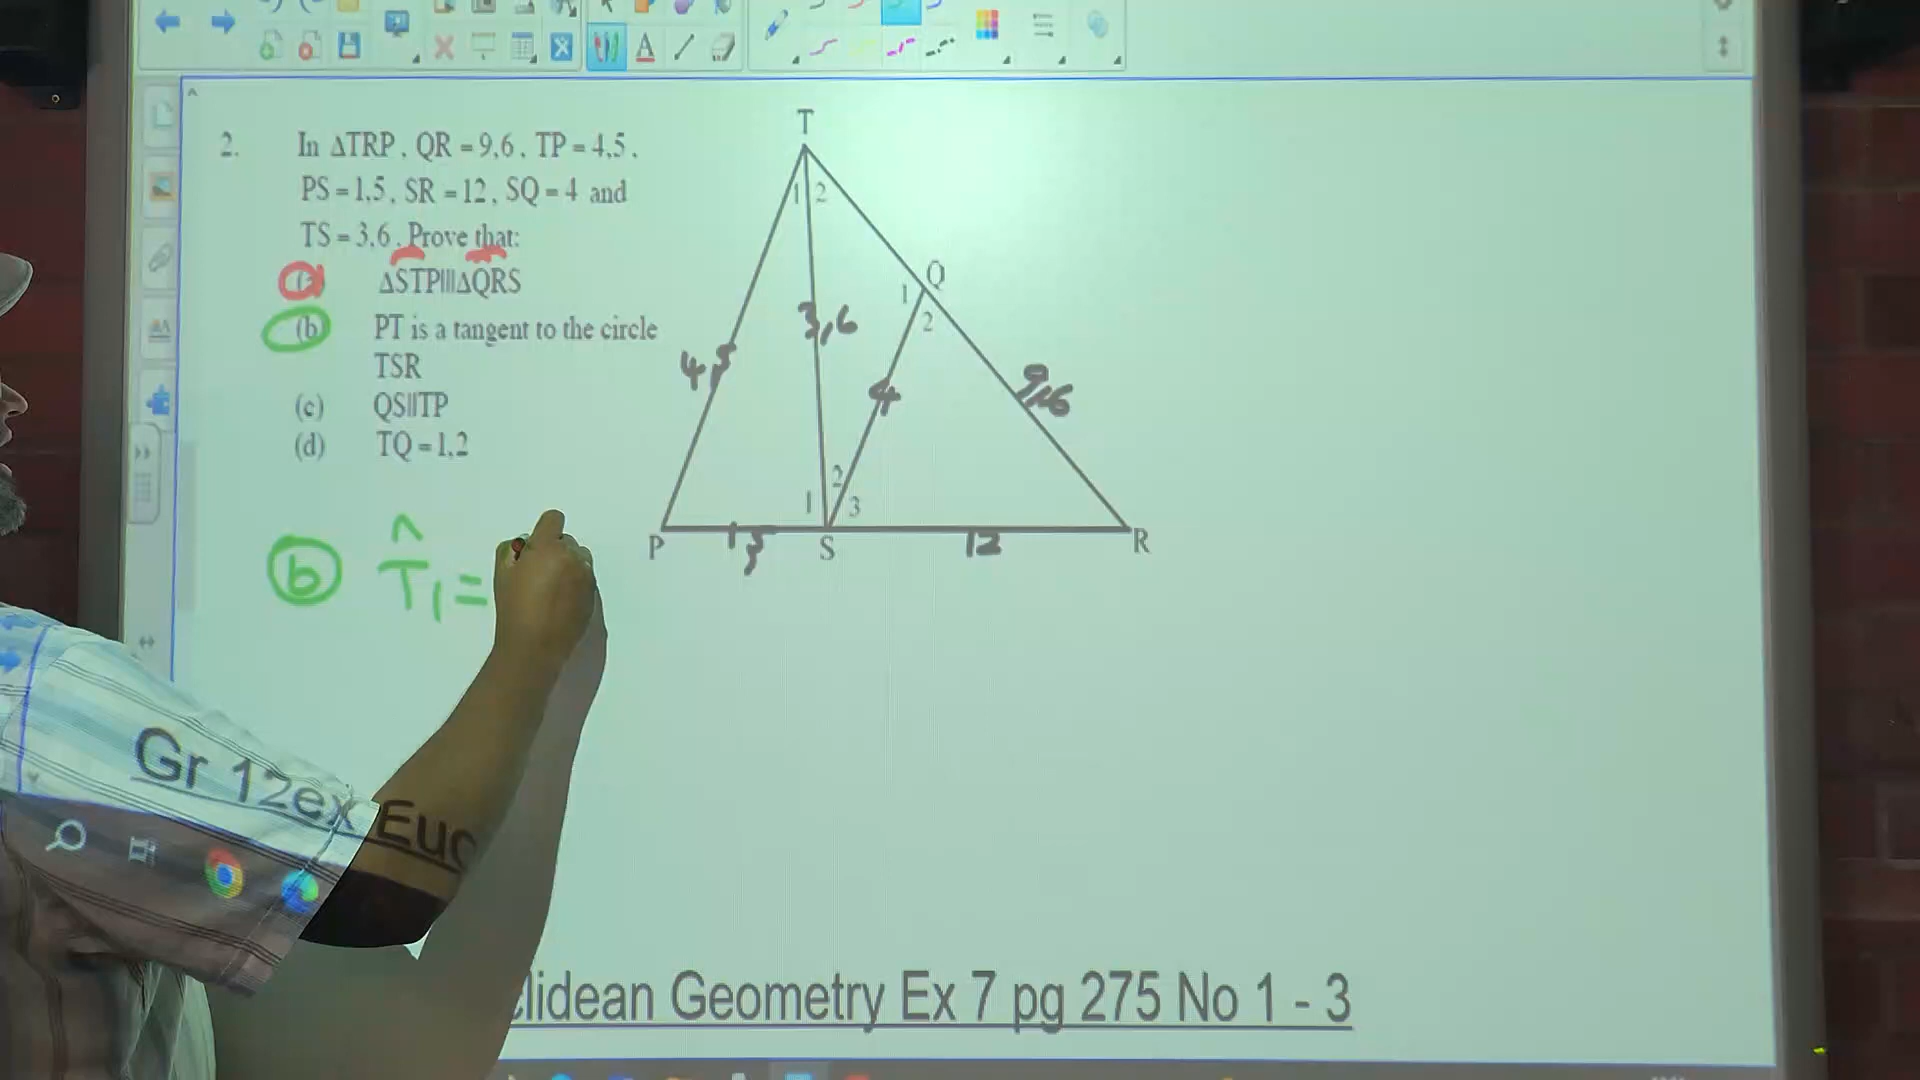 2. In ΔTRP, QR = 9,6, TP = 4,5,
PS = 1,5, SR = 12, SQ = 4 and
TS = 3,6. Prove that:
ΔSTP|||ΔQRS
(b) PT is a tangent to the circle
TSR
(c) QS||TP
(d) TQ = 1,2
T
1 2
Q
1
2
3,6
4,5
4
9,6
2
1 3
P S R
1,5 12
b T̂1 =
Gr 12ex Euc
lidean Geometry Ex 7 pg 275 No 1 - 3